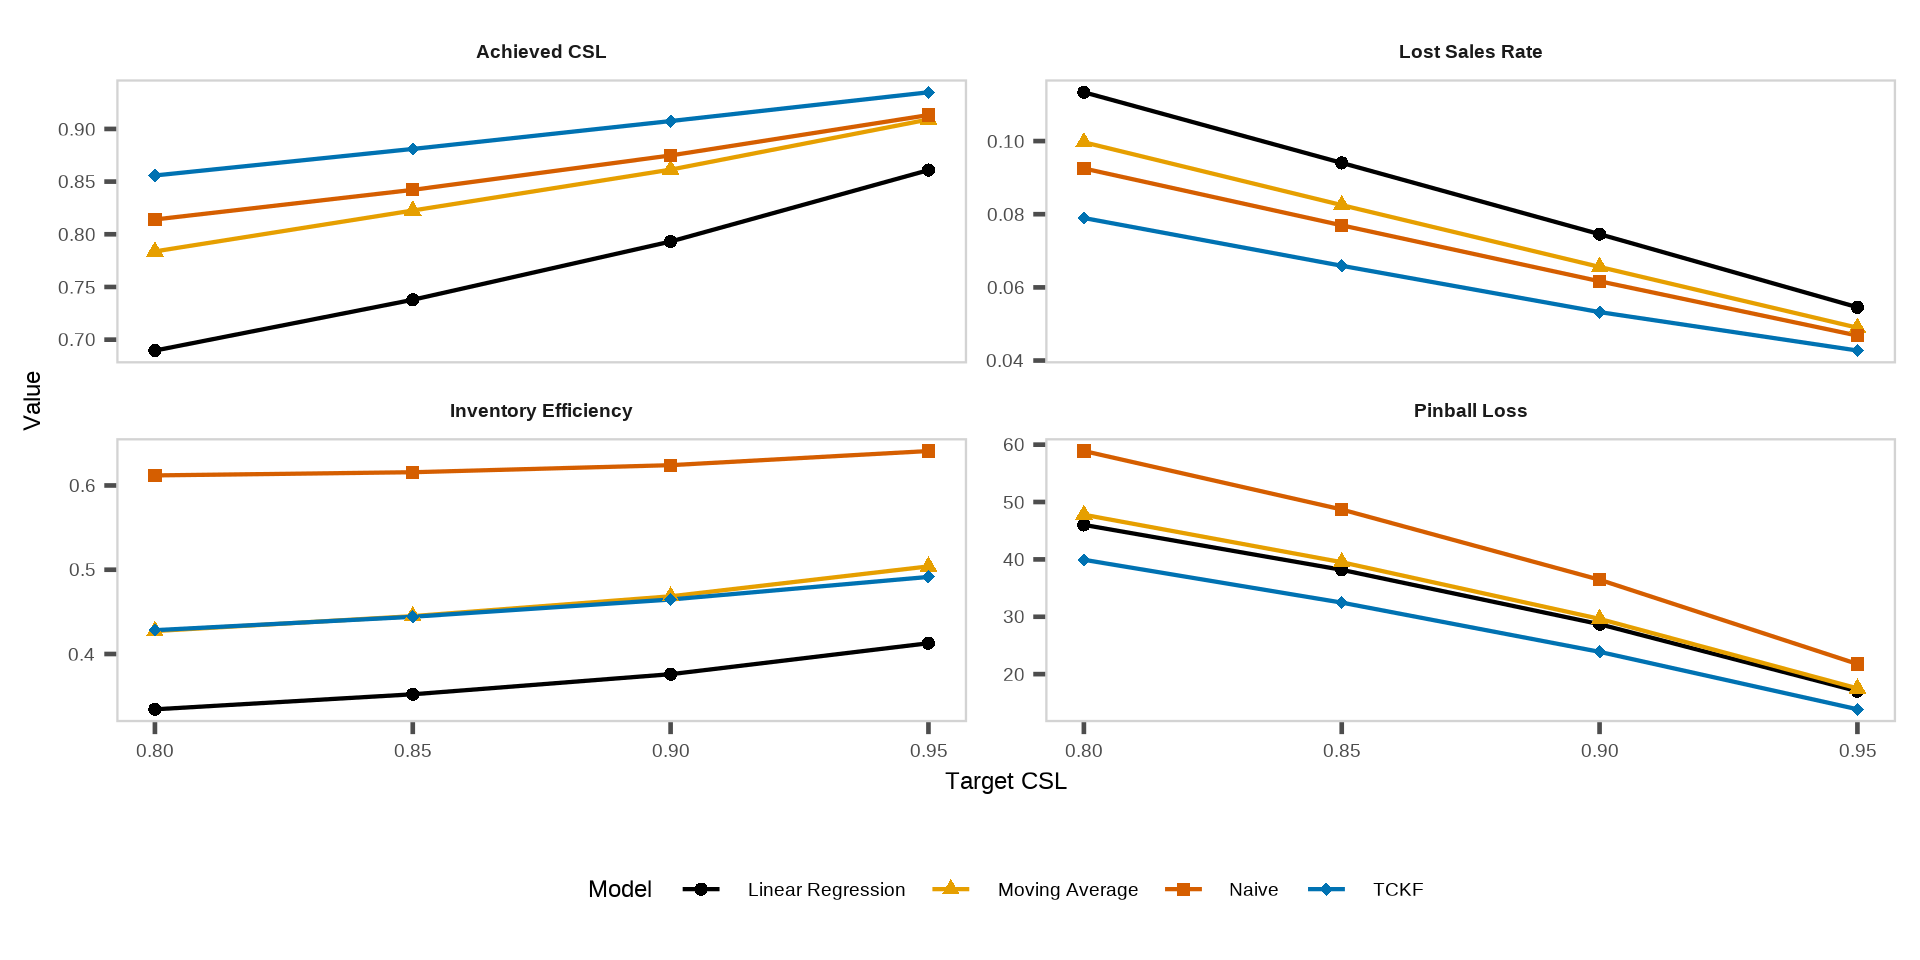 Achieved CSL
Lost Sales Rate
0.90
0.85
0.80
0.75
0.70
0.10
0.08
0.06
0.04
Value
Inventory Efficiency
Pinball Loss
0.6
0.5
0.4
60
50
40
30
20
0.80 0.85 0.90 0.95
0.80 0.85 0.90 0.95
Target CSL
Model Linear Regression Moving Average Naive TCKF